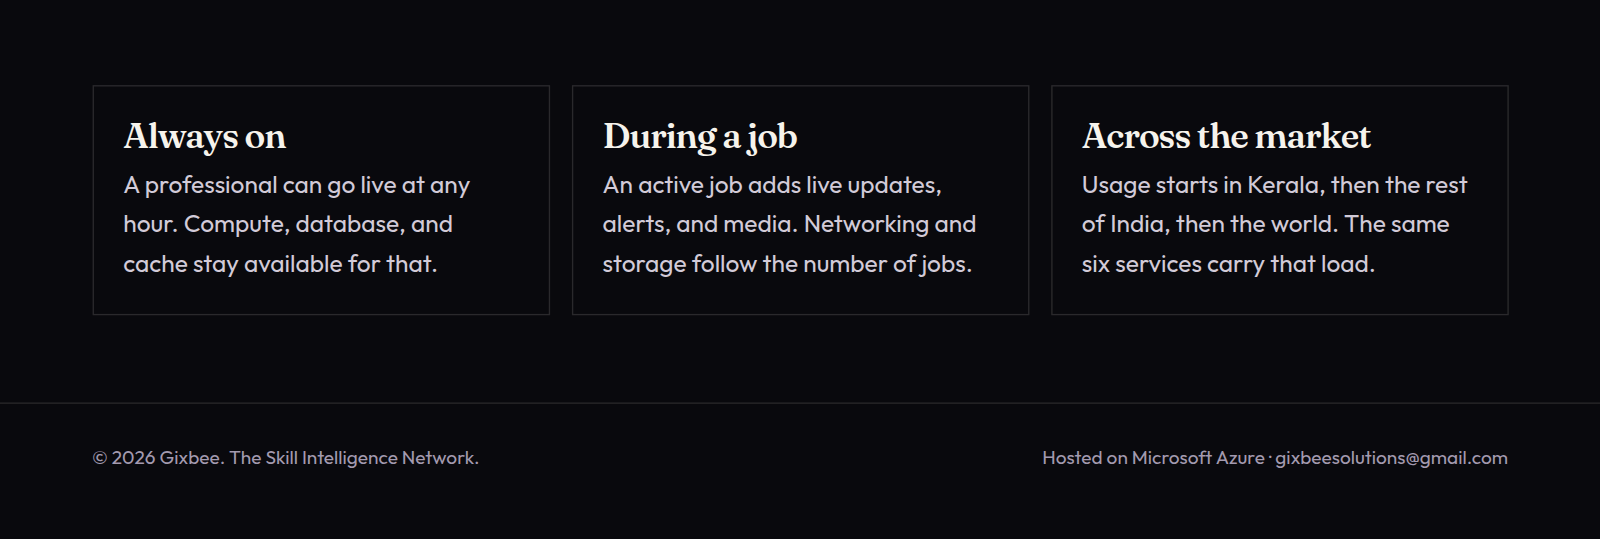 Always on
A professional can go live at any
hour. Compute, database, and
cache stay available for that.
During a job
An active job adds live updates,
alerts, and media. Networking and
storage follow the number of jobs.
Across the market
Usage starts in Kerala, then the rest
of India, then the world. The same
six services carry that load.
© 2026 Gixbee. The Skill Intelligence Network.
Hosted on Microsoft Azure · gixbeesolutions@gmail.com